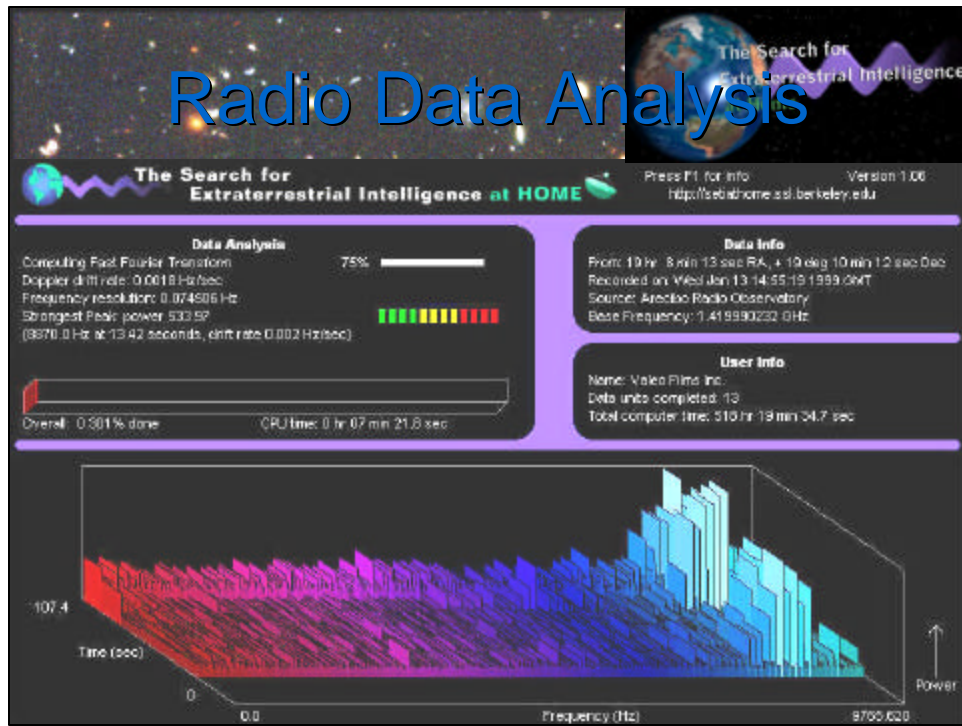 The Search for
Extraterrestrial Intelligence
Radio Data Analysis
The Search for
Extraterrestrial Intelligence at HOME
Press F1 for info
Version 1.06
http://setiathome.ssl.berkeley.edu
Data Analysis
Computing Fast Fourier Transform
75%
Doppler drift rate: 0.0018 Hz/sec
Frequency resolution: 0.074506 Hz
Strongest Peak: power 533.97
(8870.0 Hz at 13.42 seconds, drift rate 0.002 Hz/sec)
Overall: 0.301% done
CPU time: 0 hr 07 min 21.8 sec
Data Info
From: 19 hr 8 min 13 sec RA, + 19 deg 10 min 12 sec Dec
Recorded on: Wed Jan 13 14:55:19 1999 GMT
Source: Arecibo Radio Observatory
Base Frequency: 1.419990232 GHz
User Info
Name: Valeo Films Inc.
Data units completed: 13
Total computer time: 516 hr 19 min 34.7 sec
107.4
Time (sec)
0
0.0
Frequency (Hz)
9765.620
Power